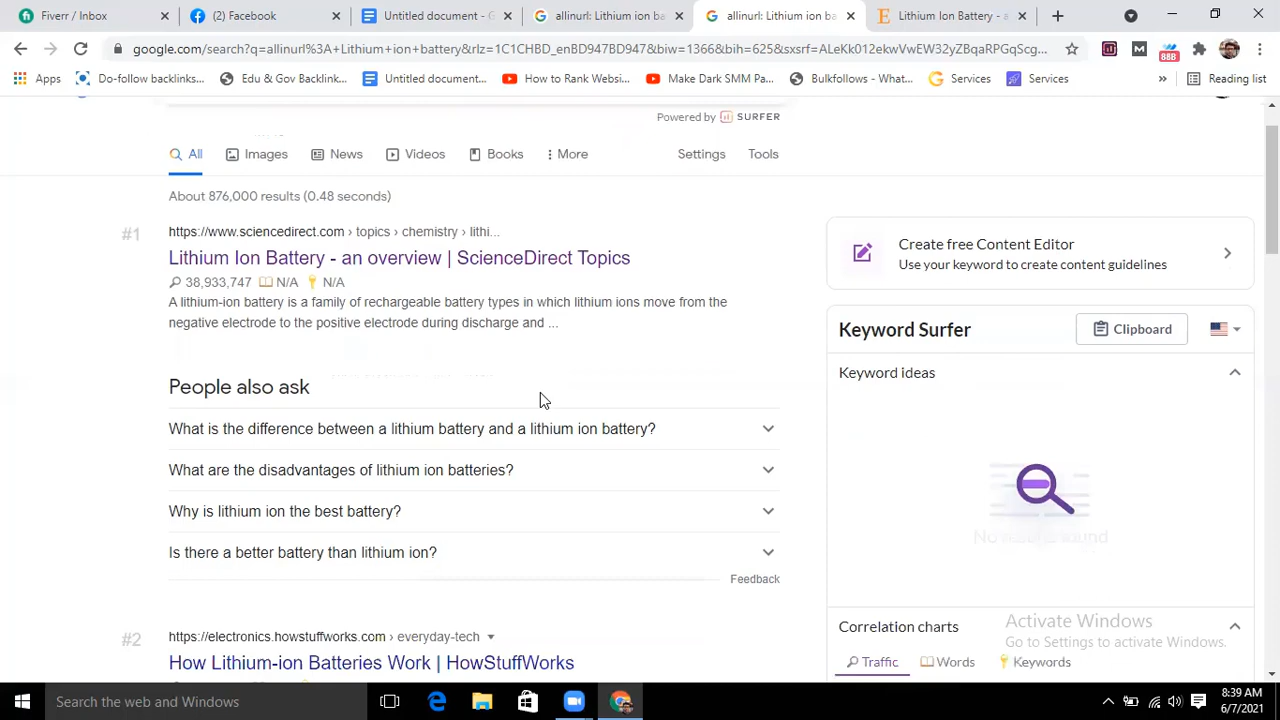 Fiverr / Inbox
(2) Facebook
Untitled document - G
allinurl: Lithium ion ba
allinurl: Lithium ion ba
Lithium Ion Battery - a
google.com/search?q=allinurl%3A+Lithium+ion+battery&rlz=1C1CHBD_enBD947BD947&biw=1366&bih=625&sxsrf=ALeKk012ekwVwEW32yZBqaRPGqScg...
88B
Apps
Do-follow backlinks...
Edu & Gov Backlink...
Untitled document...
How to Rank Websi...
Make Dark SMM Pa...
Bulkfollows - What...
Services
Services
»
Reading list
Powered by SURFER
All
Images
News
Videos
Books
More
Settings
Tools
About 876,000 results (0.48 seconds)
#1
https://www.sciencedirect.com › topics › chemistry › lithi...
Lithium Ion Battery - an overview | ScienceDirect Topics
38,933,747 N/A N/A
A lithium-ion battery is a family of rechargeable battery types in which lithium ions move from the
negative electrode to the positive electrode during discharge and ...
People also ask
What is the difference between a lithium battery and a lithium ion battery?
What are the disadvantages of lithium ion batteries?
Why is lithium ion the best battery?
Is there a better battery than lithium ion?
Feedback
#2
https://electronics.howstuffworks.com › everyday-tech
How Lithium-ion Batteries Work | HowStuffWorks
Create free Content Editor
Use your keyword to create content guidelines
Keyword Surfer
Clipboard
Keyword ideas
No results found
Correlation charts
Traffic
Words
Keywords
Activate Windows
Go to Settings to activate Windows.
Search the web and Windows
8:39 AM
6/7/2021